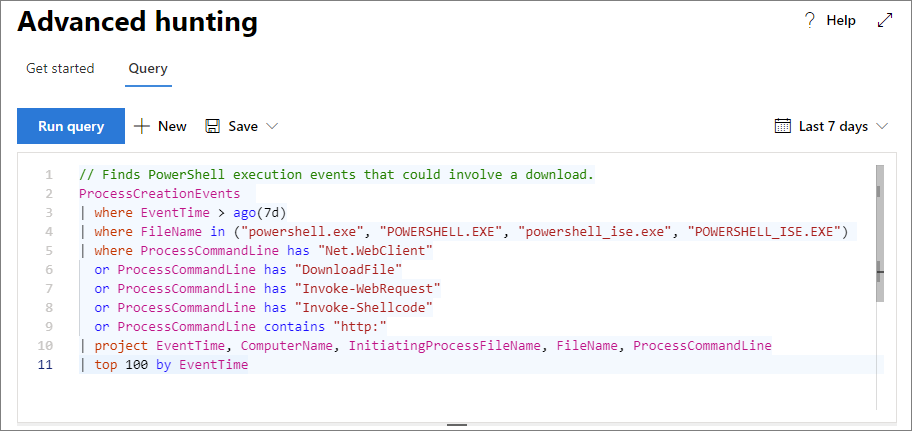 Advanced hunting
? Help
Get started Query
Run query New Save Last 7 days
1 // Finds PowerShell execution events that could involve a download.
2 ProcessCreationEvents
3 | where EventTime > ago(7d)
4 | where FileName in ("powershell.exe", "POWERSHELL.EXE", "powershell_ise.exe", "POWERSHELL_ISE.EXE")
5 | where ProcessCommandLine has "Net.WebClient"
6 or ProcessCommandLine has "DownloadFile"
7 or ProcessCommandLine has "Invoke-WebRequest"
8 or ProcessCommandLine has "Invoke-Shellcode"
9 or ProcessCommandLine contains "http:"
10 | project EventTime, ComputerName, InitiatingProcessFileName, FileName, ProcessCommandLine
11 | top 100 by EventTime